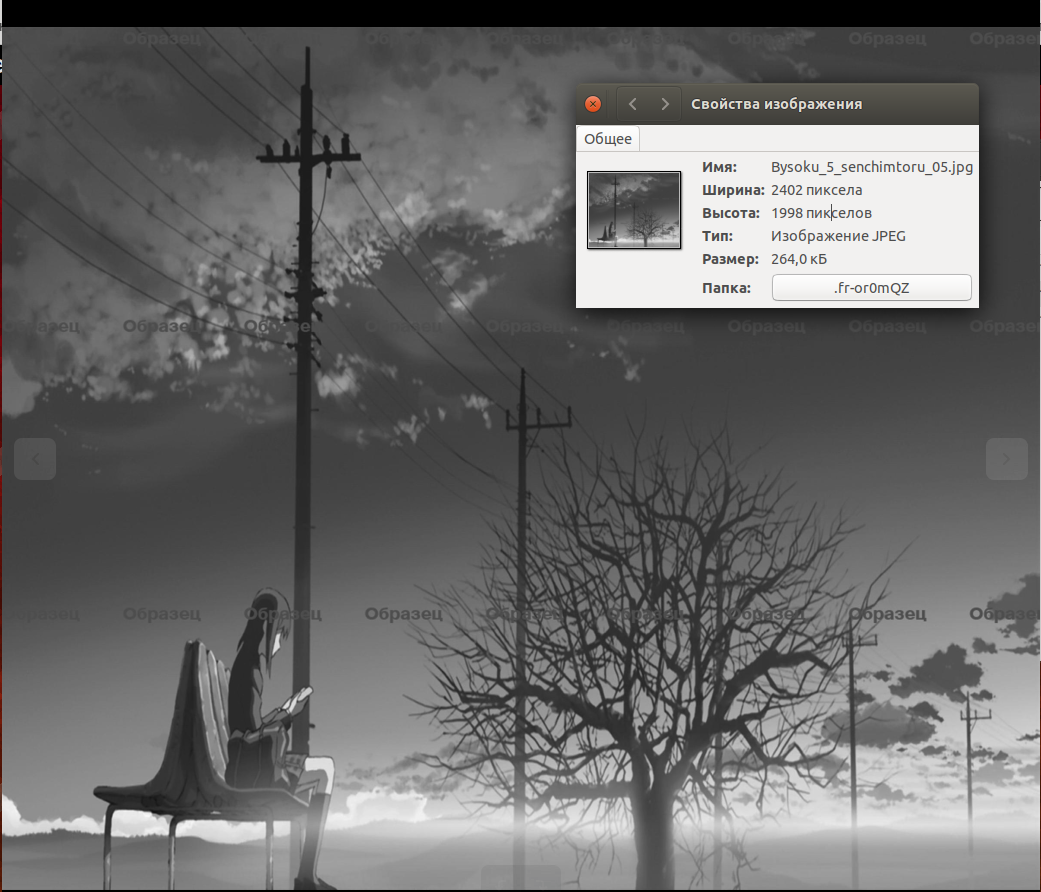 Образец Образец Образец Образец Образец Образец Образец
Свойства изображения
Общее
Имя: Bysoku_5_senchimtoru_05.jpg
Ширина: 2402 пиксела
Высота: 1998 пикселов
Тип: Изображение JPEG
Размер: 264,0 кБ
Папка: .fr-or0mQZ
Образец Образец Образец Образец Образец Образец Образец
Образец Образец Образец Образец Образец Образец Образец